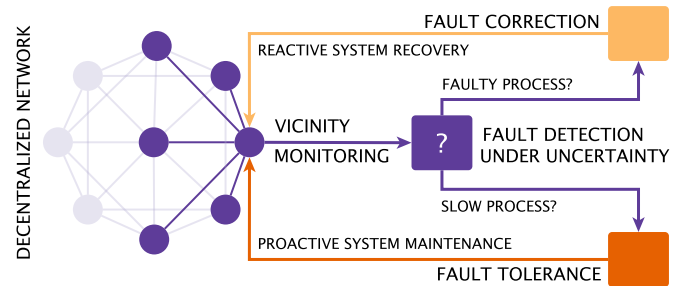 DECENTRALIZED NETWORK
FAULT CORRECTION
REACTIVE SYSTEM RECOVERY
FAULTY PROCESS?
VICINITY
MONITORING
?
FAULT DETECTION
UNDER UNCERTAINTY
SLOW PROCESS?
PROACTIVE SYSTEM MAINTENANCE
FAULT TOLERANCE